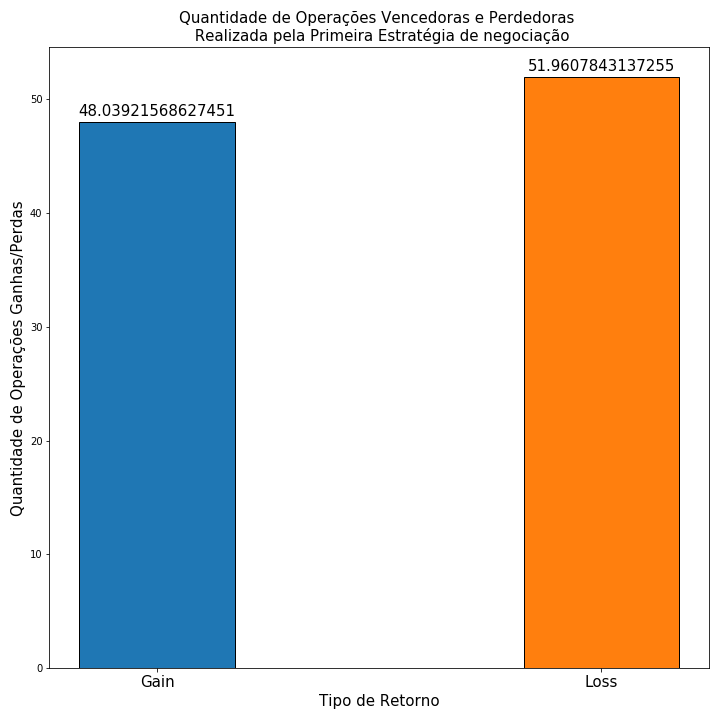 Quantidade de Operações Vencedoras e Perdedoras
Realizada pela Primeira Estratégia de negociação
51.9607843137255
48.03921568627451
Quantidade de Operações Ganhas/Perdas
50
40
30
20
10
0
Gain
Loss
Tipo de Retorno